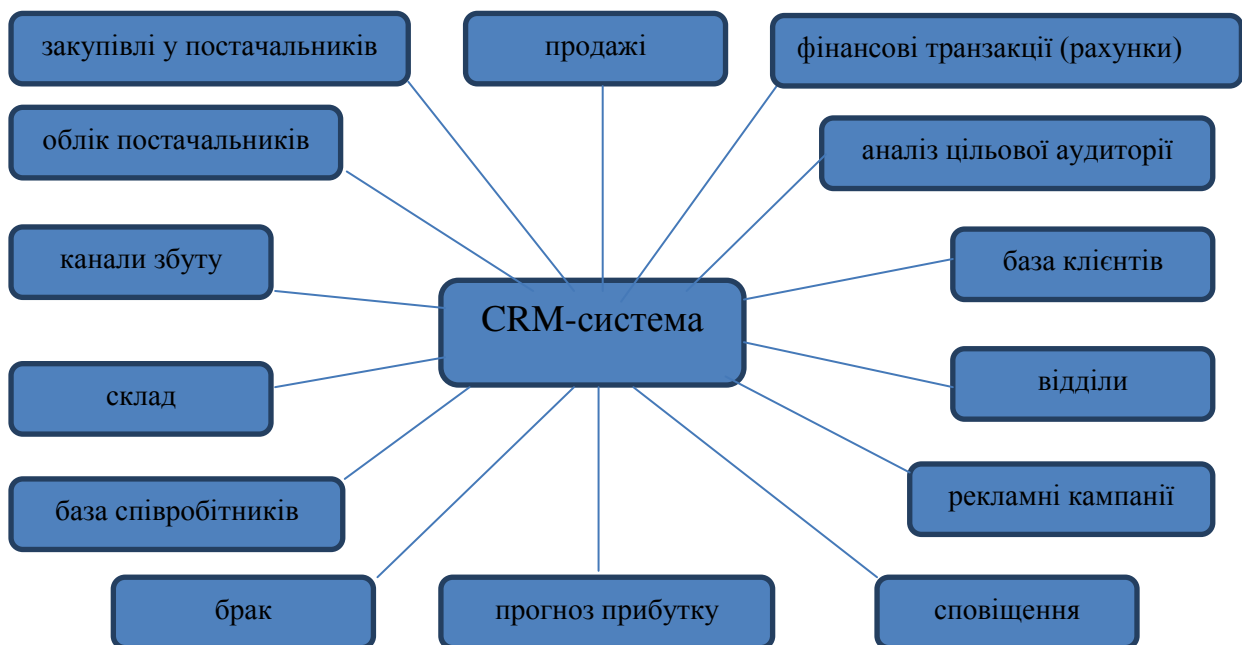 закупівлі у постачальників
продажі
фінансові транзакції (рахунки)
облік постачальників
аналіз цільової аудиторії
канали збуту
база клієнтів
CRM-система
склад
відділи
база співробітників
рекламні кампанії
брак
прогноз прибутку
сповіщення